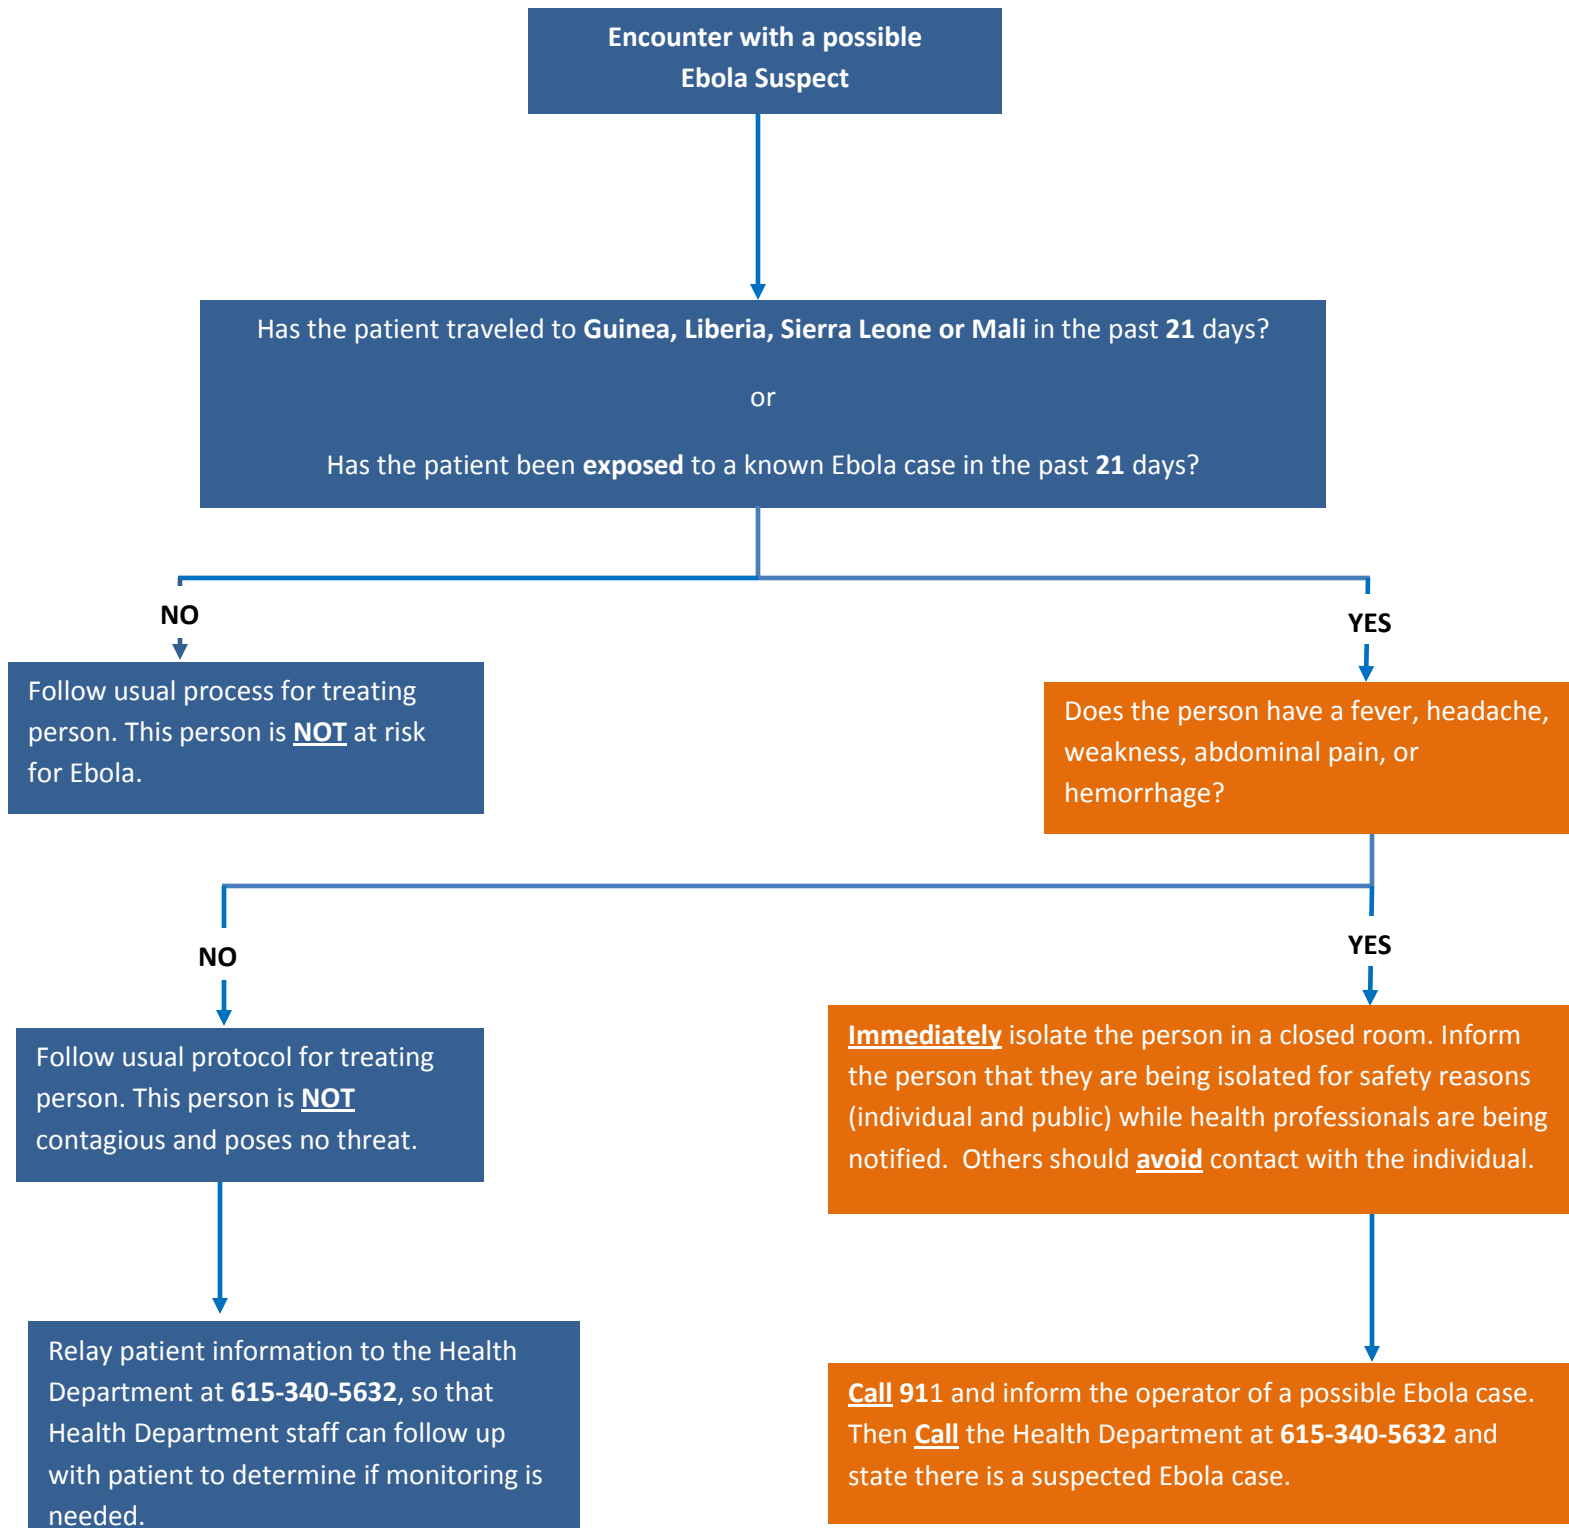 Encounter with a possible
Ebola Suspect
Has the patient traveled to Guinea, Liberia, Sierra Leone or Mali in the past 21 days?
or
Has the patient been exposed to a known Ebola case in the past 21 days?
NO
YES
Follow usual process for treating
person. This person is NOT at risk
for Ebola.
Does the person have a fever, headache,
weakness, abdominal pain, or
hemorrhage?
NO
YES
Follow usual protocol for treating
person. This person is NOT
contagious and poses no threat.
Immediately isolate the person in a closed room. Inform
the person that they are being isolated for safety reasons
(individual and public) while health professionals are being
notified.  Others should avoid contact with the individual.
Relay patient information to the Health
Department at 615-340-5632, so that
Health Department staff can follow up
with patient to determine if monitoring is
needed.
Call 911 and inform the operator of a possible Ebola case.
Then Call the Health Department at 615-340-5632 and
state there is a suspected Ebola case.